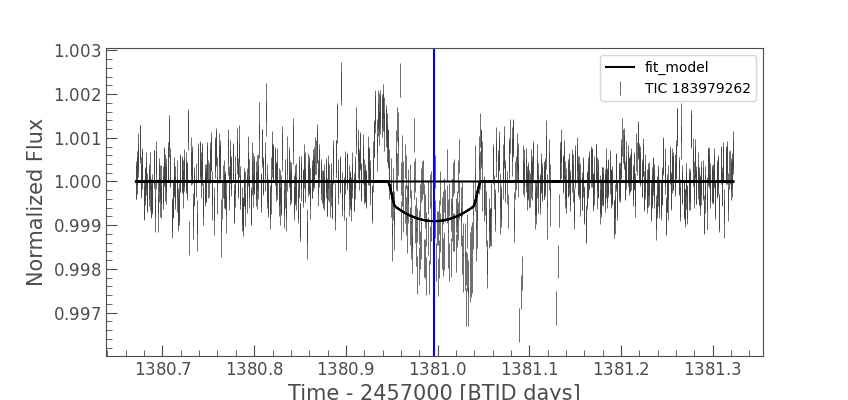 1.003
1.002
1.001
1.000
0.999
0.998
0.997
Normalized Flux
fit_model
TIC 183979262
1380.7 1380.8 1380.9 1381.0 1381.1 1381.2 1381.3
Time - 2457000 [BTJD days]